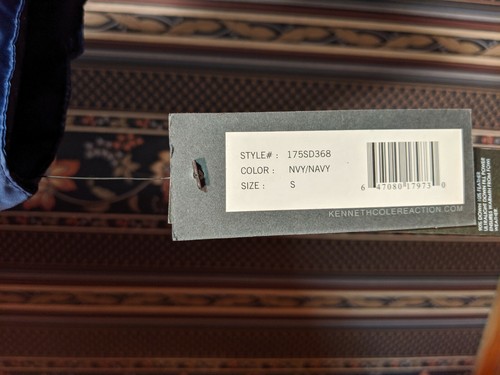 STYLE# : 175SD368
COLOR : NVY/NAVY
SIZE : S
6 47080 17973 0
KENNETHCOLEREACTION.COM